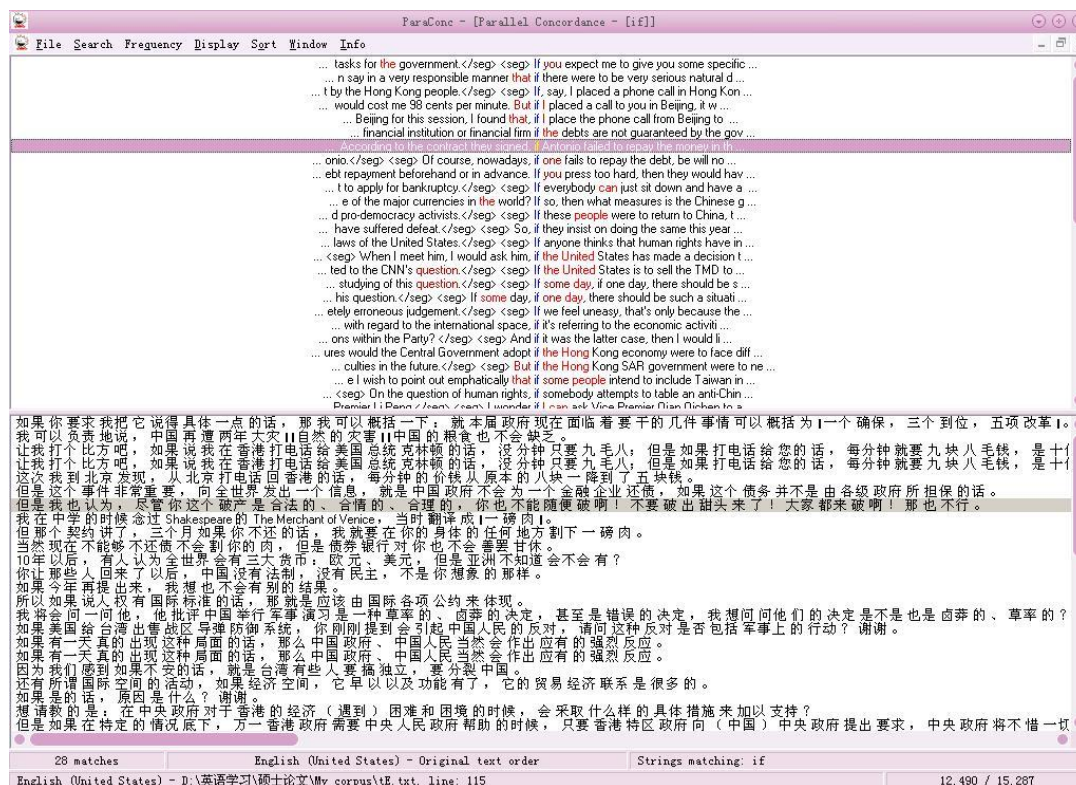 ParaConc - [Parallel Concordance - [if]]
File Search Frequency Display Sort Window Info
... tasks for the government.</seg> <seg> If you expect me to give you some specific ...
... n say in a very responsible manner that if there were to be very serious natural d ...
... t by the Hong Kong people.</seg> <seg> If, say, I placed a phone call in Hong Kon ...
... would cost me 98 cents per minute. But if I placed a call to you in Beijing, it w ...
... Beijing for this session, I found that, if I place the phone call from Beijing to ...
... financial institution or financial firm if the debts are not guaranteed by the gov ...
... According to the contract they signed, if Antonio failed to repay the money in th ...
... onio.</seg> <seg> Of course, nowadays, if one fails to repay the debt, be will no ...
... ebt repayment beforehand or in advance. If you press too hard, then they would hav ...
... t to apply for bankruptcy.</seg> <seg> If everybody can just sit down and have a ...
... e of the major currencies in the world? If so, then what measures is the Chinese g ...
... d pro-democracy activists.</seg> <seg> If these people were to return to China, t ...
... have suffered defeat.</seg> <seg> So, if they insist on doing the same this year ...
... laws of the United States.</seg> <seg> If anyone thinks that human rights have in ...
... <seg> When I meet him, I would ask him, if the United States has made a decision t ...
... ted to the CNN's question.</seg> <seg> If the United States is to sell the TMD to ...
... studying of this question.</seg> <seg> If some day, if one day, there should be s ...
... his question.</seg> <seg> If some day, if one day, there should be such a situati ...
... etely erroneous judgement.</seg> <seg> If we feel uneasy, that's only because the ...
... with regard to the international space, if it's referring to the economic activiti ...
... ons within the Party? </seg> <seg> And if it was the latter case, then I would li ...
... ures would the Central Government adopt if the Hong Kong economy were to face diff ...
... culties in the future.</seg> <seg> But if the Hong Kong SAR government were to ne ...
... e I wish to point out emphatically that if some people intend to include Taiwan in ...
... <seg> On the question of human rights, if somebody attempts to table an anti-Chin ...
Premier Li Peng </seg> <seg> I wonder if I can ask Vice Premier Qian Qichen to a
如果你要求我把它说得具体一点的话，那我可以概括一下：就本届政府现在面临着要干的几件事情可以概括为 || 一个确保，三个到位，五项改革 ||。
我可以负责地说，中国再遭两年大灾 || 自然的灾害 || 中国的粮食也不会缺乏。
让我打个比方吧，如果说我在香港打电话给美国总统克林顿的话，没分钟只要九毛八；但是如果打电话给您的话，每分钟就要九块八毛钱，是十
让我打个比方吧，如果说我在香港打电话给美国总统克林顿的话，没分钟只要九毛八；但是如果打电话给您的话，每分钟就要九块八毛钱，是十
这次我到北京发现，从北京打电话回香港的话，每分钟的价钱从原本的八块一降到了五块钱。
但是这个事件非常重要，向全世界发出一个信息，就是中国政府不会为一个金融企业还债，如果这个债务并不是由各级政府所担保的话。
但是我也认为，尽管你这个破产是合法的、合情的、合理的，你也不能随便破啊！不要破出甜头来了！大家都来破啊！那也不行。
我在中学的时候念过 Shakespeare 的 The Merchant of Venice，当时翻译成 || 一磅肉 ||。
但那个契约讲了，三个月如果你不还的话，我就要在你的身体的任何地方割下一磅肉。
当然现在不能够不还债不会割你的肉，但是债券银行对你也不会善罢甘休。
10年以后，有人认为全世界会有三大货币：欧元、美元，但是亚洲不知道会不会有？
你让那些人回来了以后，中国没有法制，没有民主，不是你想象的那样。
如果今年再提出来，我想也不会有别的结果。
所以如果说人权有国际标准的话，那就是应该由国际各项公约来体现。
我将会问一问他，他批评中国举行军事演习是一种草率的、卤莽的决定，甚至是错误的决定，我想问问他们的决定是不是也是卤莽的、草率的？
如果美国给台湾出售战区导弹防御系统，你刚刚提到会引起中国人民的反对，请问这种反对是否包括军事上的行动？谢谢。
如果有一天真的出现这种局面的话，那么中国政府、中国人民当然会作出应有的强烈反应。
如果有一天真的出现这种局面的话，那么中国政府、中国人民当然会作出应有的强烈反应。
因为我们感到如果不安的话，就是台湾有些人要搞独立，要分裂中国。
还有所谓国际空间的活动，如果经济空间，它早以以及功能有了，它的贸易经济联系是很多的。
如果是的话，原因是什么？谢谢。
想请教的是：在中央政府对于香港的经济（遇到）困难和困境的时候，会采取什么样的具体措施来加以支持？
但是如果在特定的情况底下，万一香港政府需要中央人民政府帮助的时候，只要香港特区政府向（中国）中央政府提出要求，中央政府将不惜一切
28 matches English (United States) - Original text order Strings matching: if
English (United States) - D:\英语学习\硕士论文\My corpus\tE.txt, line: 115 12,490 / 15,287